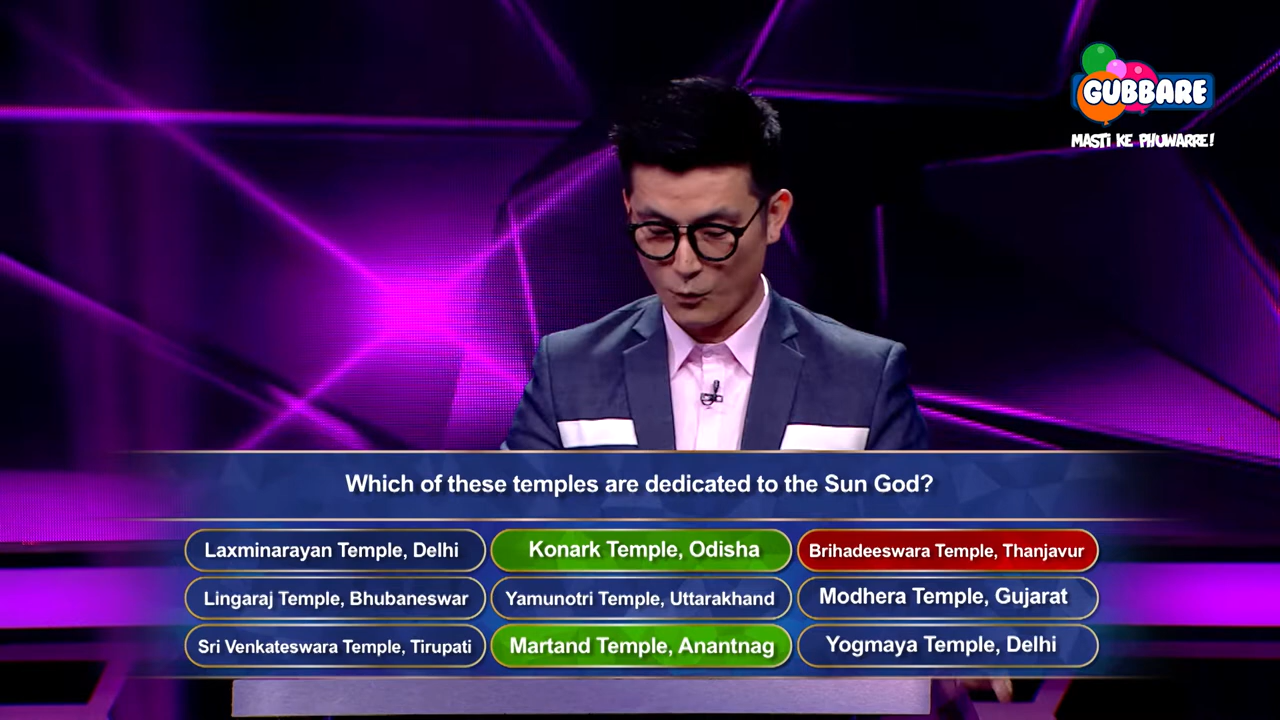 GUBBARE
MASTi KE PHUWARRE!
Which of these temples are dedicated to the Sun God?
Laxminarayan Temple, Delhi
Konark Temple, Odisha
Brihadeeswara Temple, Thanjavur
Lingaraj Temple, Bhubaneswar
Yamunotri Temple, Uttarakhand
Modhera Temple, Gujarat
Sri Venkateswara Temple, Tirupati
Martand Temple, Anantnag
Yogmaya Temple, Delhi